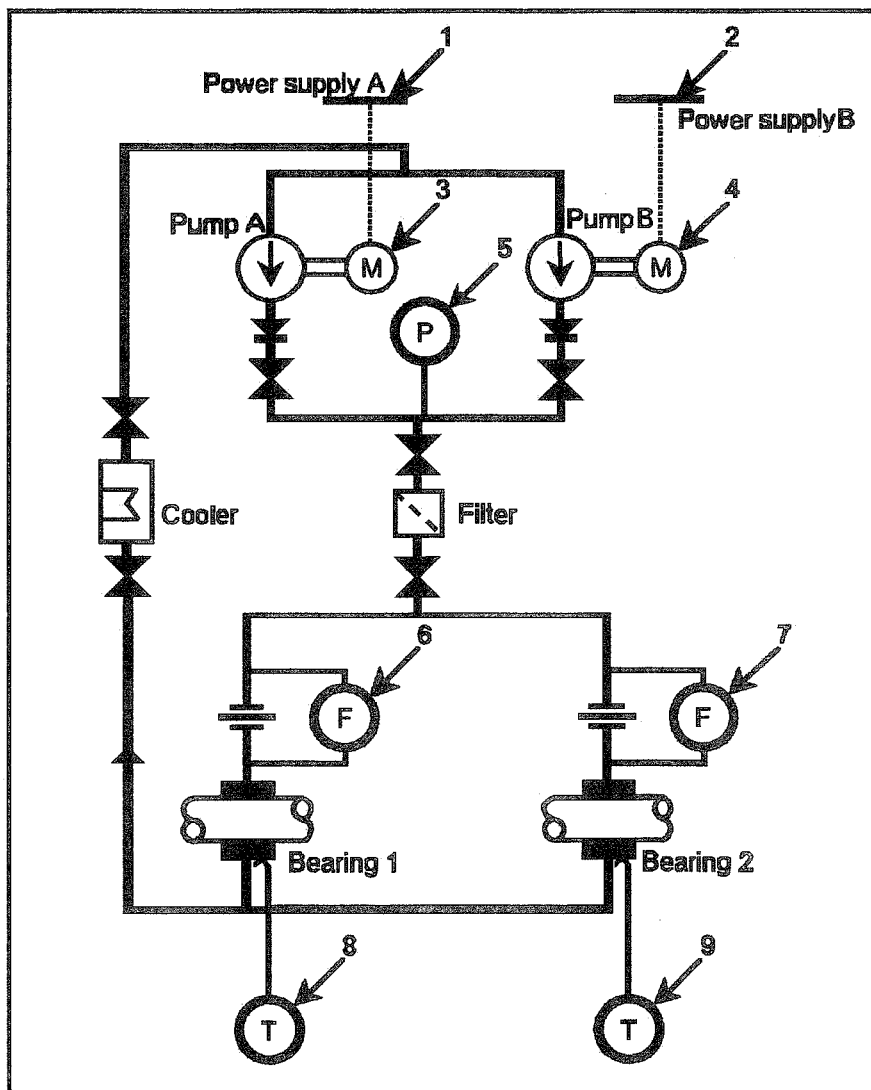 1
2
Power supply A
Power supply B
3
4
Pump A
Pump B
5
M
M
P
Cooler
Filter
6
7
F
F
Bearing 1
Bearing 2
8
9
T
T